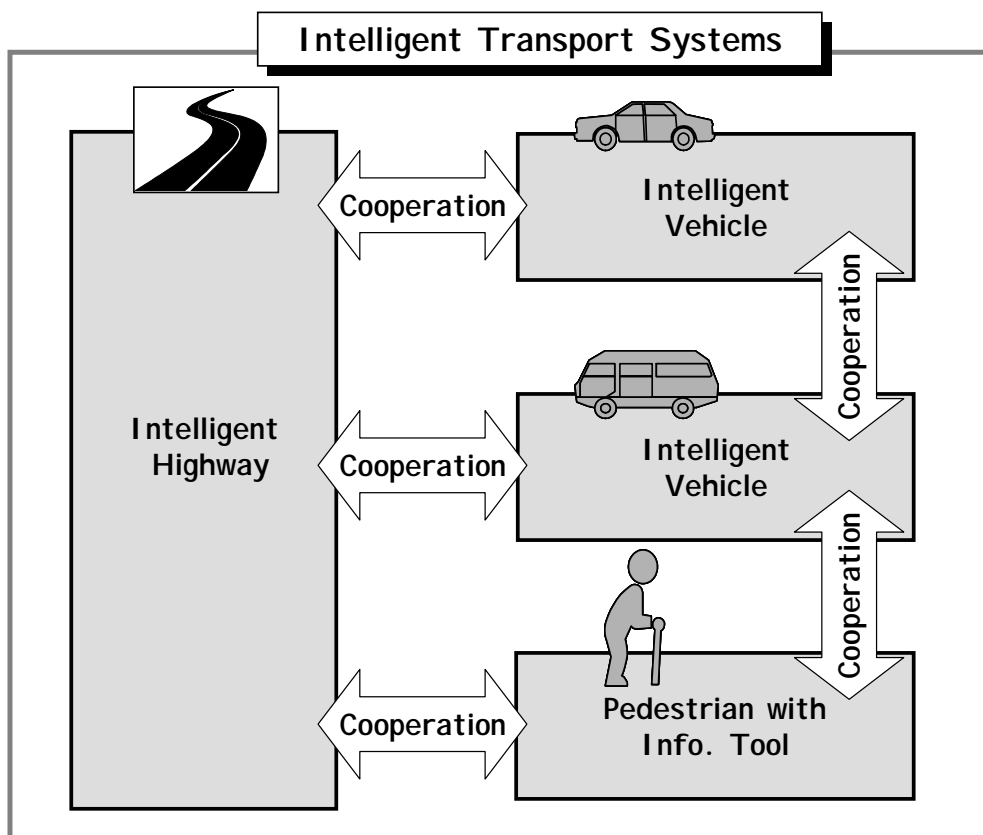 Intelligent Transport Systems
Cooperation
Intelligent
Vehicle
Cooperation
Intelligent
Highway
Cooperation
Intelligent
Vehicle
Cooperation
Cooperation
Pedestrian with
Info. Tool